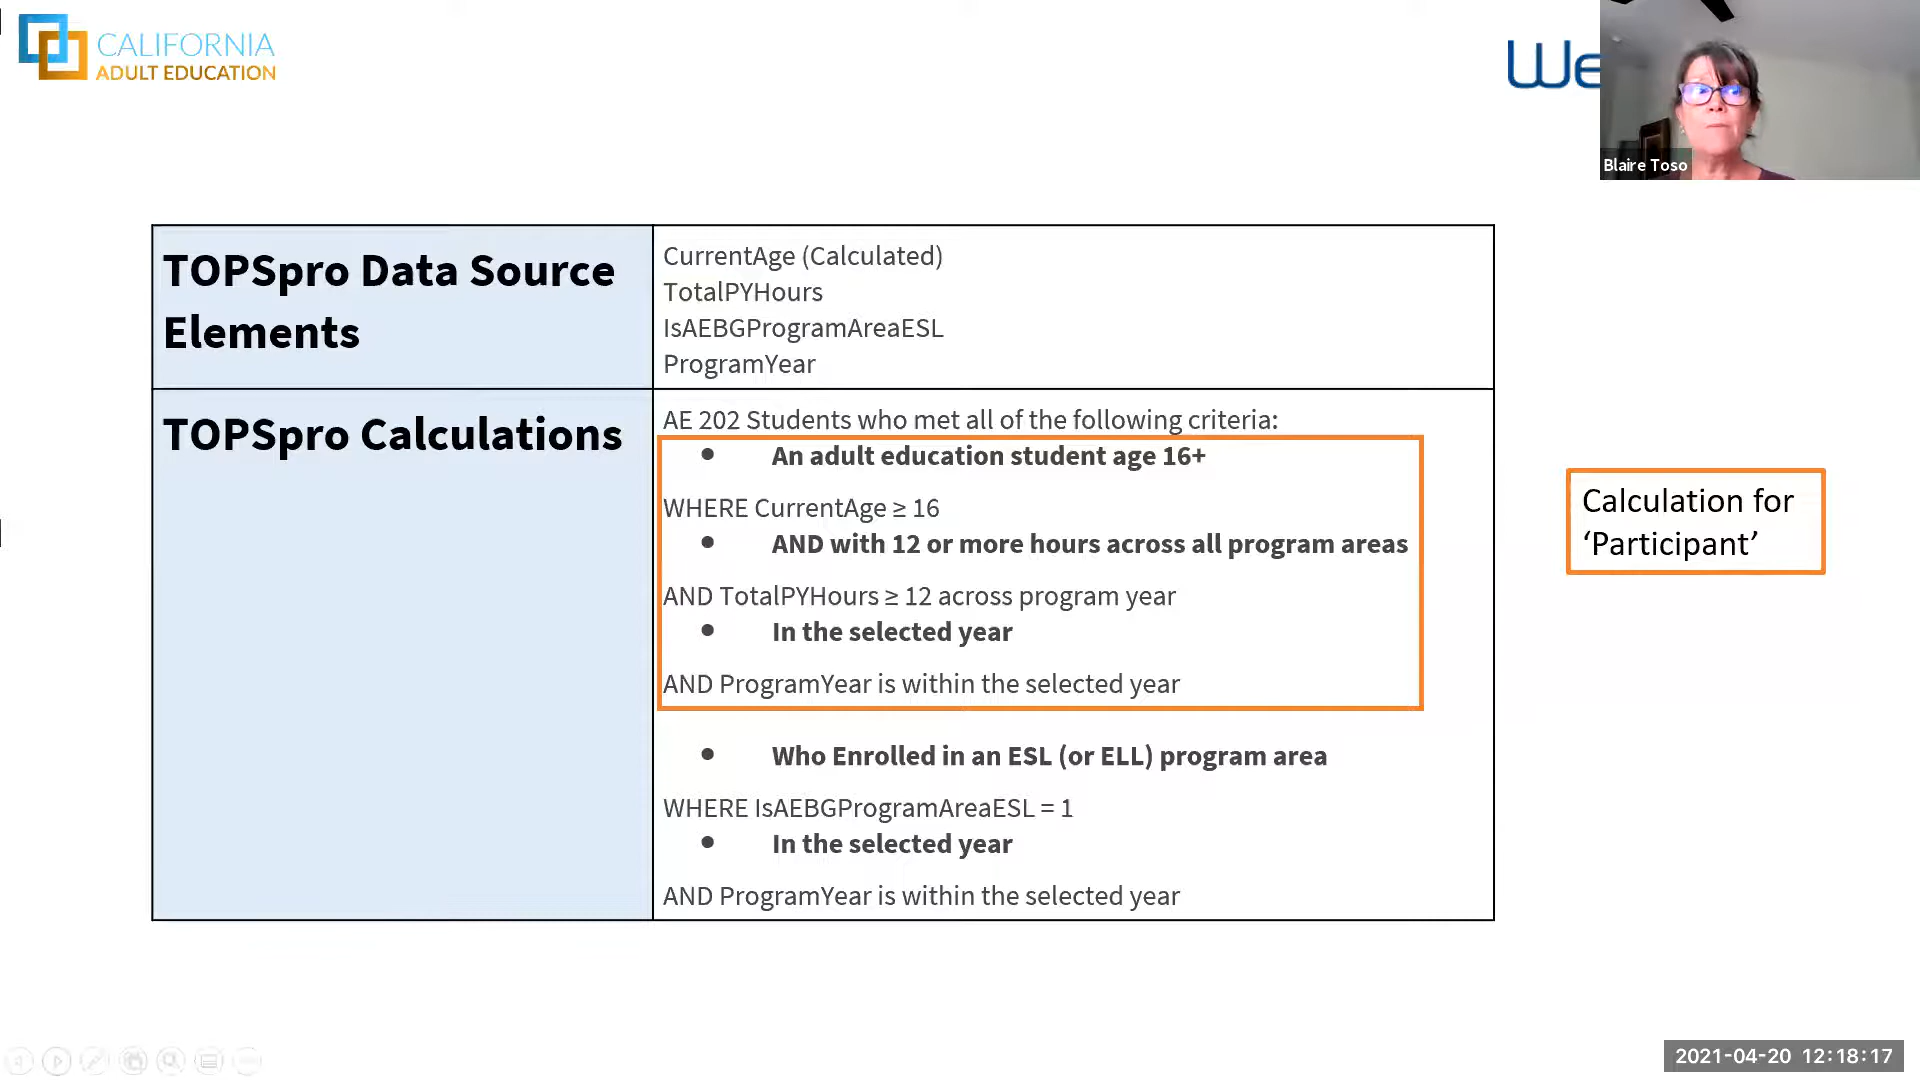 CALIFORNIA
ADULT EDUCATION
We
Blaire Toso
TOPSpro Data Source
Elements
CurrentAge (Calculated)
TotalPYHours
IsAEBGProgramAreaESL
ProgramYear
TOPSpro Calculations
AE 202 Students who met all of the following criteria:
● An adult education student age 16+
WHERE CurrentAge ≥ 16
● AND with 12 or more hours across all program areas
AND TotalPYHours ≥ 12 across program year
● In the selected year
AND ProgramYear is within the selected year
● Who Enrolled in an ESL (or ELL) program area
WHERE IsAEBGProgramAreaESL = 1
● In the selected year
AND ProgramYear is within the selected year
Calculation for
‘Participant’
2021-04-20 12:18:17